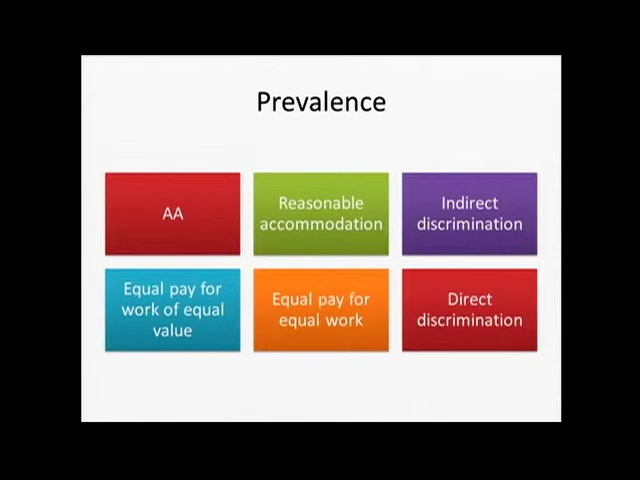 Prevalence
AA
Reasonable
accommodation
Indirect
discrimination
Equal pay for
work of equal
value
Equal pay for
equal work
Direct
discrimination